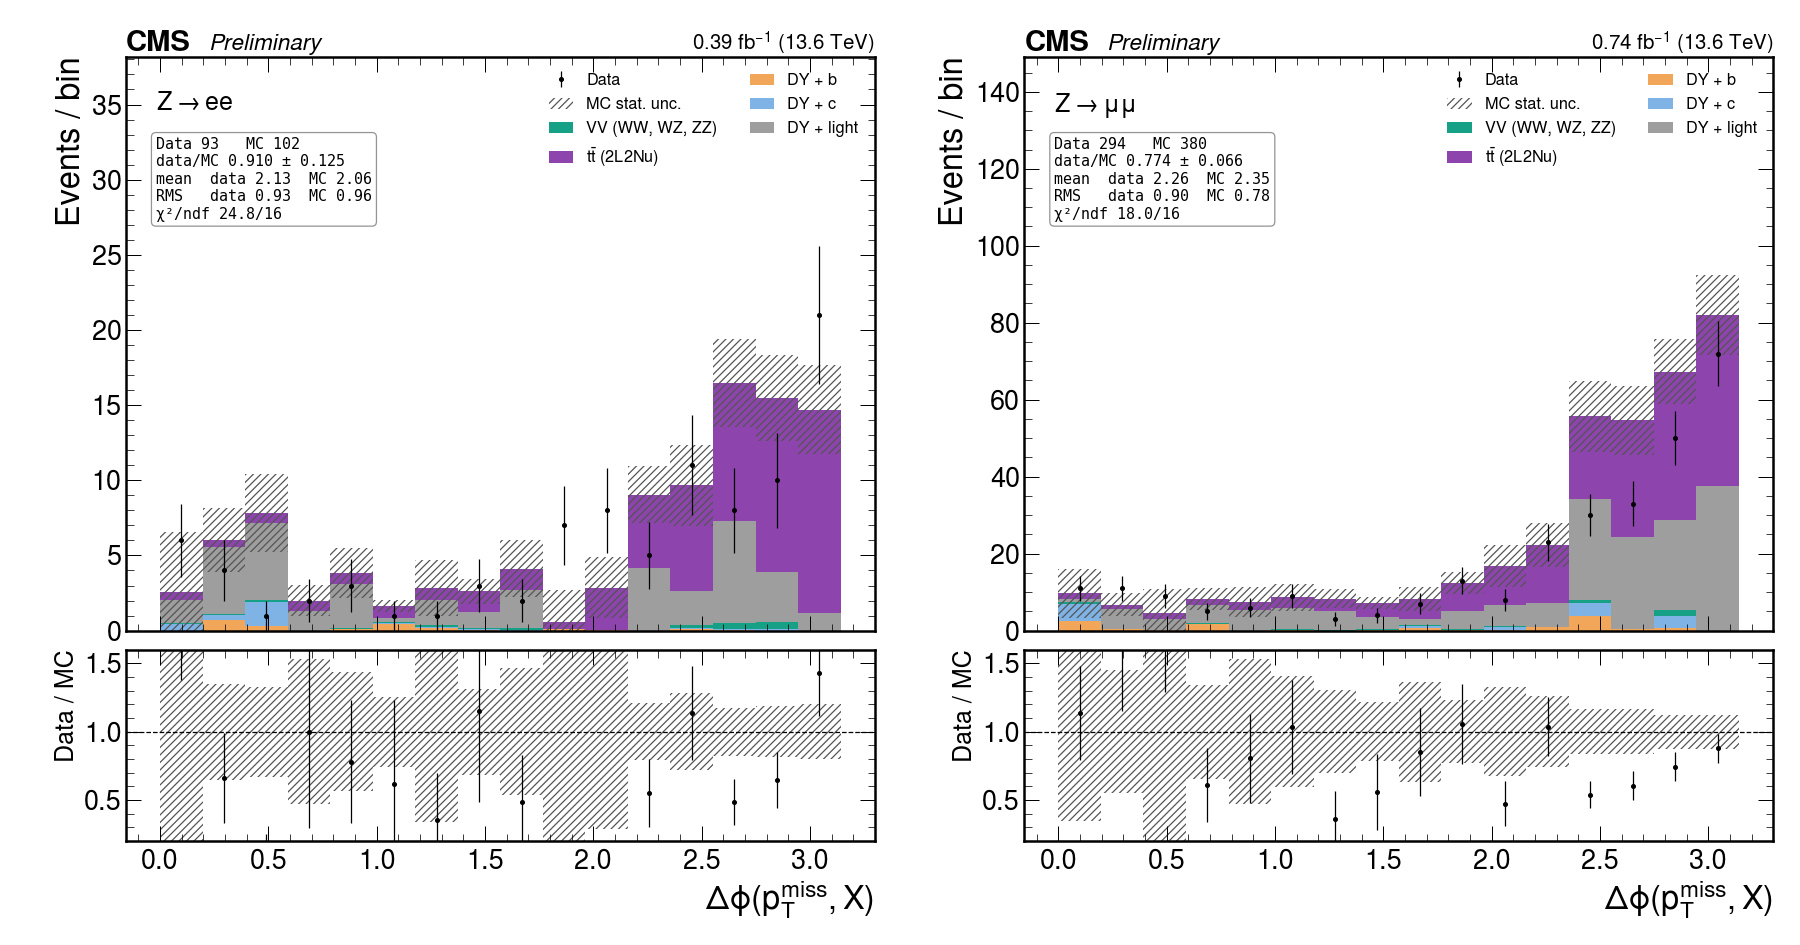 CMS Preliminary 0.39 fb⁻¹ (13.6 TeV)
Events / bin
Z→ee
Data
MC stat. unc.
VV (WW, WZ, ZZ)
tt̄ (2L2Nu)
DY + b
DY + c
DY + light
Data 93   MC 102
data/MC 0.910 ± 0.125
mean  data 2.13  MC 2.06
RMS   data 0.93  MC 0.96
χ²/ndf 24.8/16
35
30
25
20
15
10
5
0
Data / MC
1.5
1.0
0.5
0.0 0.5 1.0 1.5 2.0 2.5 3.0
Δϕ(p_T^miss, X)
CMS Preliminary 0.74 fb⁻¹ (13.6 TeV)
Events / bin
Z→μμ
Data
MC stat. unc.
VV (WW, WZ, ZZ)
tt̄ (2L2Nu)
DY + b
DY + c
DY + light
Data 294   MC 380
data/MC 0.774 ± 0.066
mean  data 2.26  MC 2.35
RMS   data 0.90  MC 0.78
χ²/ndf 18.0/16
140
120
100
80
60
40
20
0
Data / MC
1.5
1.0
0.5
0.0 0.5 1.0 1.5 2.0 2.5 3.0
Δϕ(p_T^miss, X)